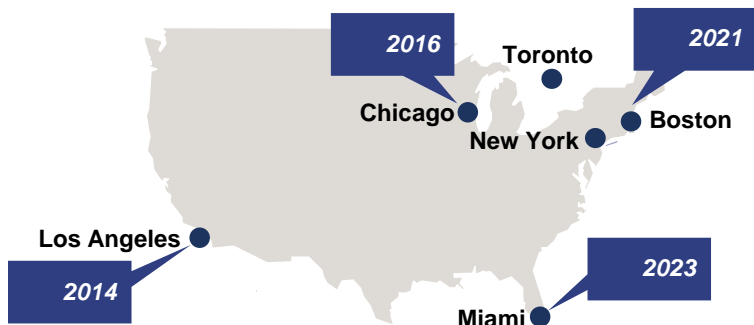 2016
2021
Toronto
Chicago
Boston
New York
Los Angeles
2014
2023
Miami